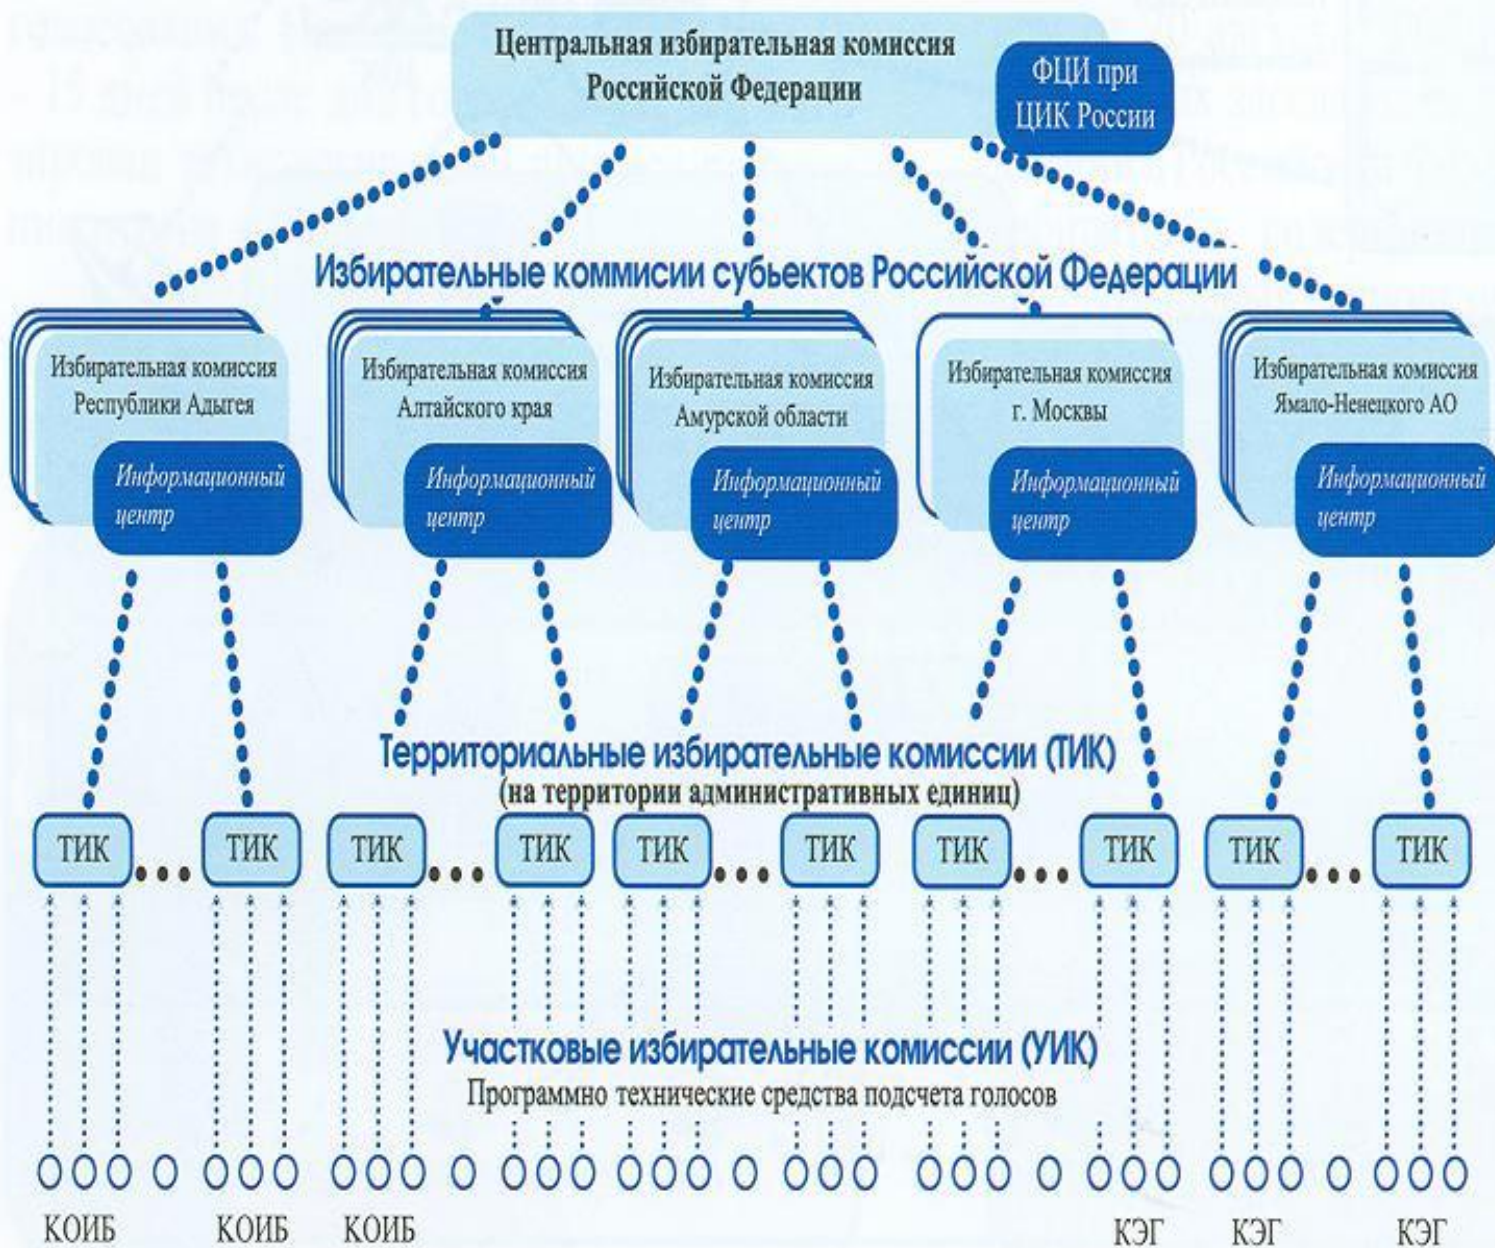 Центральная избирательная комиссия
Российской Федерации
ФЦИ при
ЦИК России
Избирательные коммисии субьектов Российской Федерации
Избирательная комиссия
Республики Адыгея
Информационный
центр
Избирательная комиссия
Алтайского края
Информационный
центр
Избирательная комиссия
Амурской области
Информационный
центр
Избирательная комиссия
г. Москвы
Информационный
центр
Избирательная комиссия
Ямало-Ненецкого АО
Информационный
центр
Территориальные избирательные комиссии (ТИК)
(на территории административных единиц)
ТИК ... ТИК ТИК ... ТИК ТИК ... ТИК ТИК ... ТИК ТИК ... ТИК
Участковые избирательные комиссии (УИК)
Программно технические средства подсчета голосов
КОИБ КОИБ КОИБ КЭГ КЭГ КЭГ